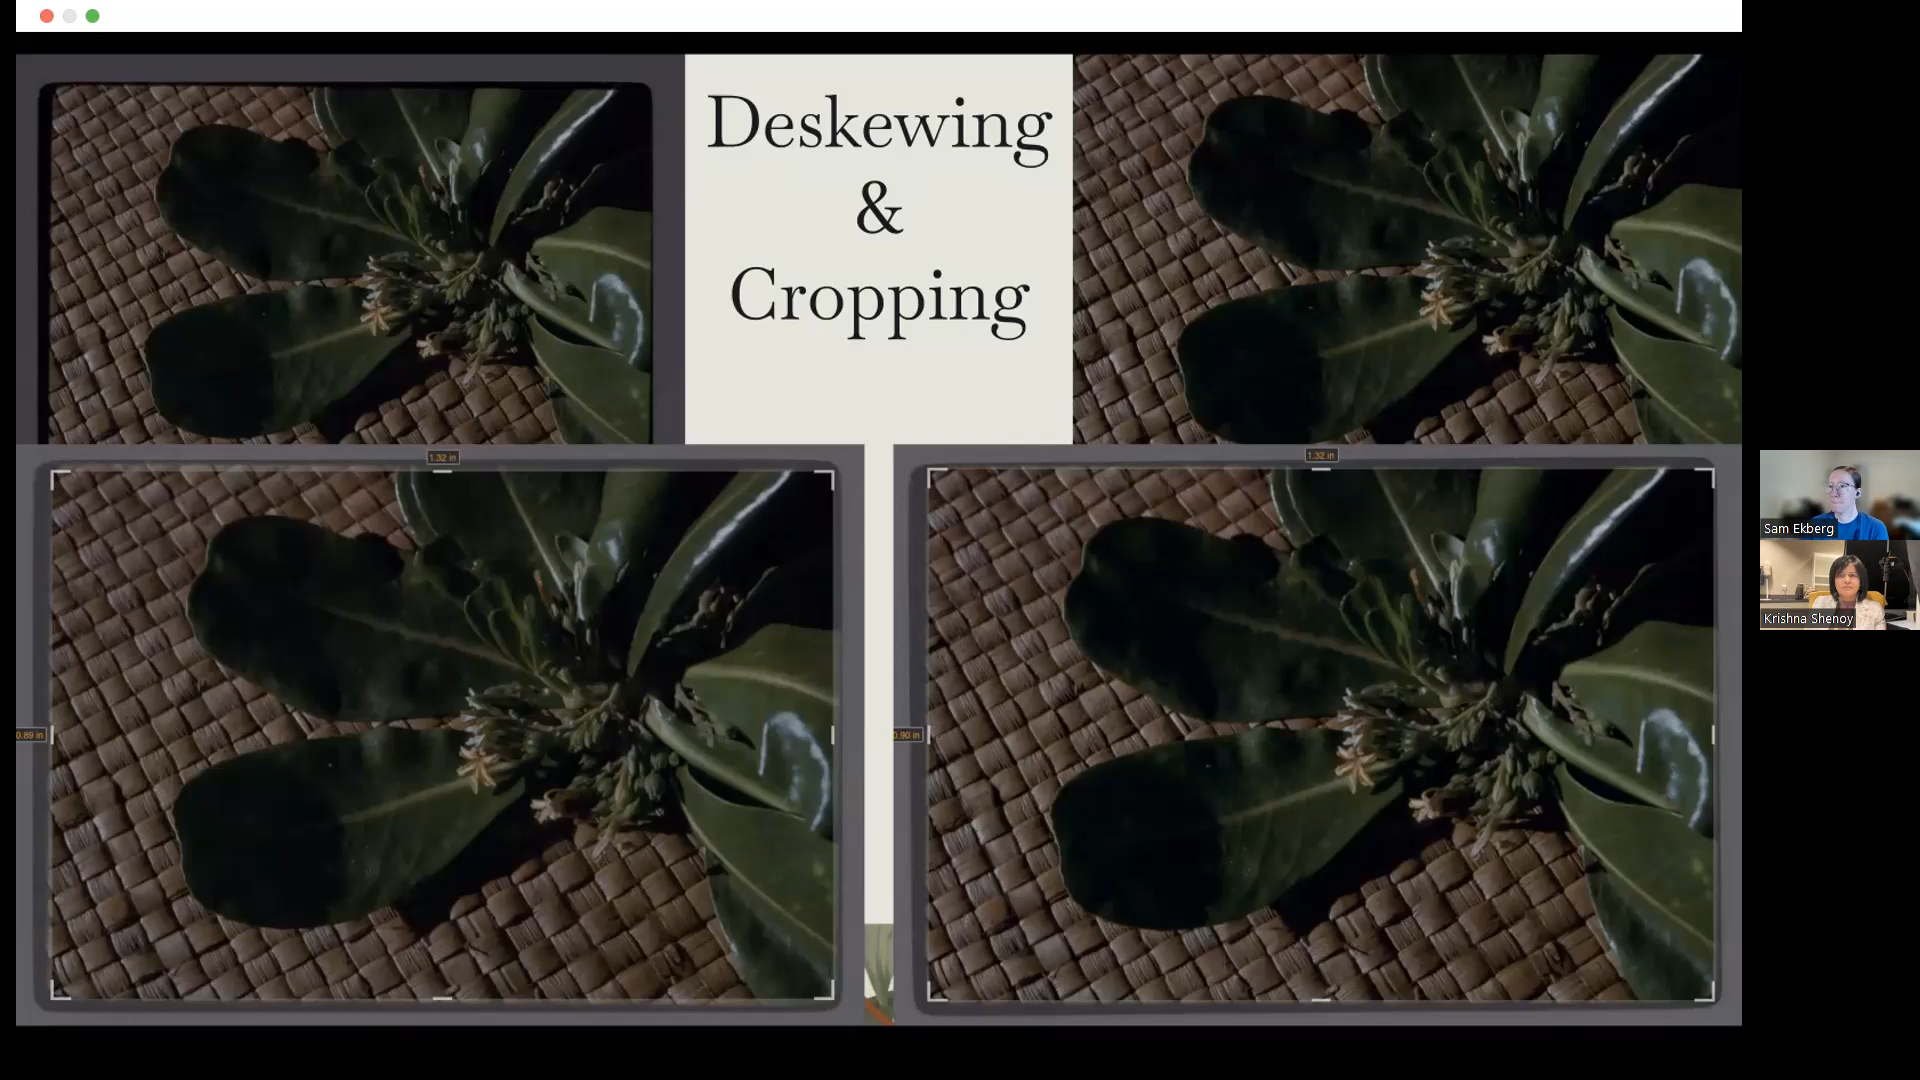 Deskewing
&
Cropping
1.32 in
1.32 in
0.89 in
0.90 in
Sam Ekberg
Krishna Shenoy